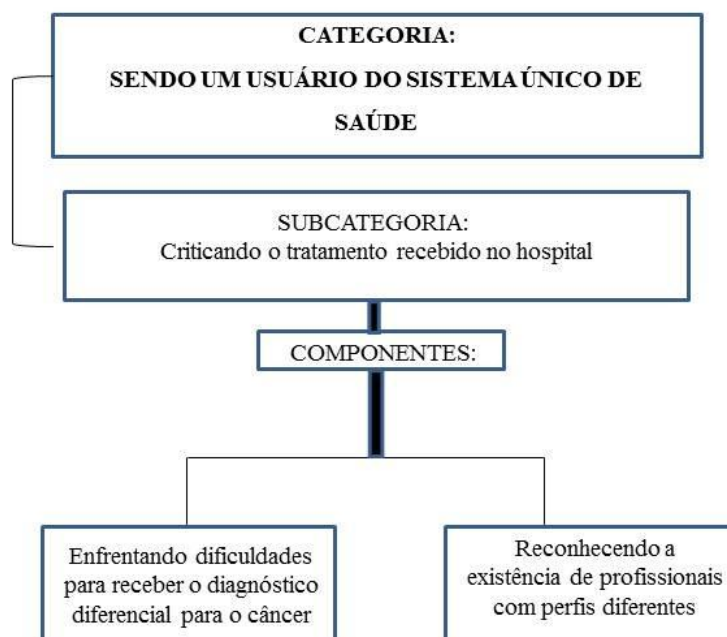 CATEGORIA:
SENDO UM USUÁRIO DO SISTEMA ÚNICO DE
SAÚDE
SUBCATEGORIA:
Criticando o tratamento recebido no hospital
COMPONENTES:
Enfrentando dificuldades
para receber o diagnóstico
diferencial para o câncer
Reconhecendo a
existência de profissionais
com perfis diferentes